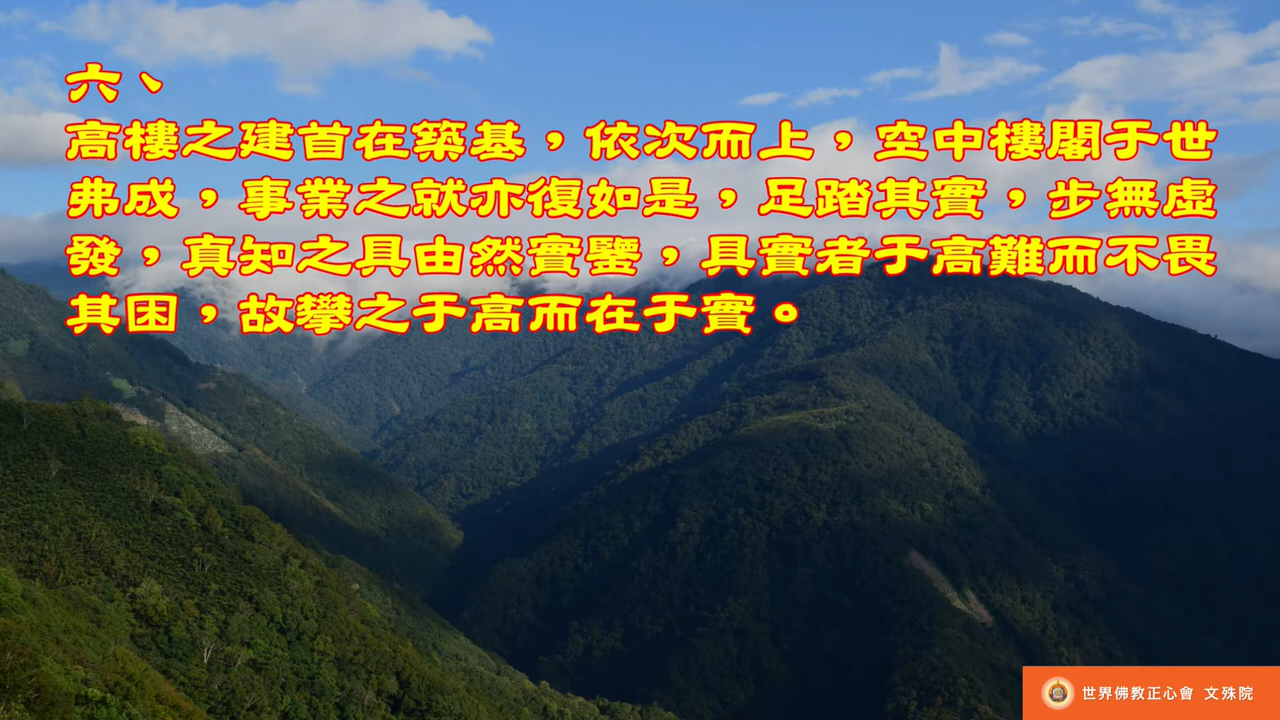 六、
高樓之建首在築基，依次而上，空中樓閣于世
弗成，事業之就亦復如是，足踏其實，步無虛
發，真知之具由然實鑒，具實者于高難而不畏
其困，故攀之于高而在于實。
世界佛教正心會 文殊院